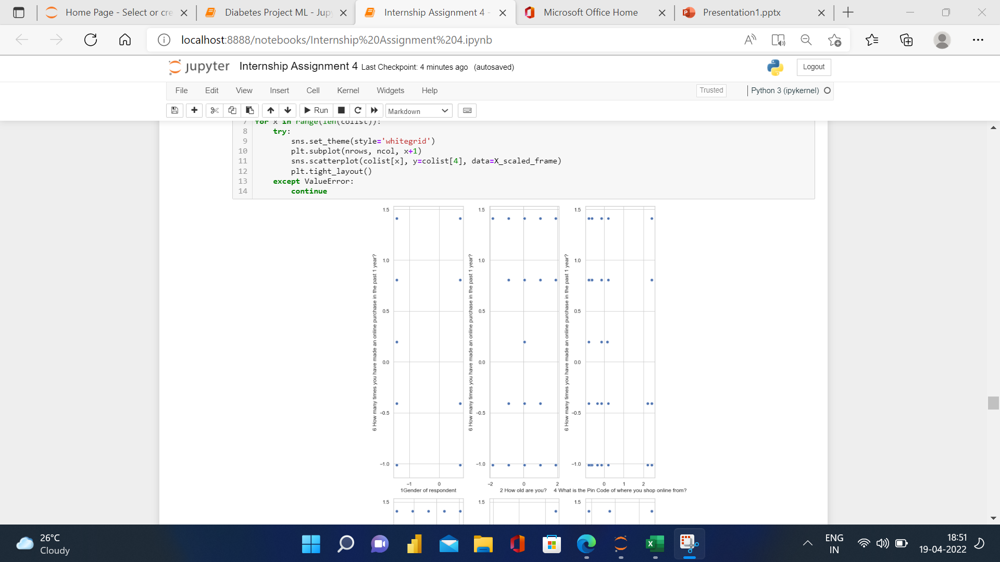 Home Page - Select or cre
Diabetes Project ML - Jup
Internship Assignment 4 -
Microsoft Office Home
Presentation1.pptx
localhost:8888/notebooks/Internship%20Assignment%204.ipynb
jupyter Internship Assignment 4 Last Checkpoint: 4 minutes ago (autosaved)
Logout
File Edit View Insert Cell Kernel Widgets Help
Trusted
Python 3 (ipykernel)
Run
Markdown
7 for x in range(len(colist)):
8 try:
9 sns.set_theme(style='whitegrid')
10 plt.subplot(nrows, ncol, x+1)
11 sns.scatterplot(colist[x], y=colist[4], data=X_scaled_frame)
12 plt.tight_layout()
13 except ValueError:
14 continue
6 How many times you have made an online purchase in the past 1 year?
1.5
1.0
0.5
0.0
−0.5
−1.0
−1 0
1Gender of respondent
6 How many times you have made an online purchase in the past 1 year?
1.5
1.0
0.5
0.0
−0.5
−1.0
−2 0 2
2 How old are you?
6 How many times you have made an online purchase in the past 1 year?
1.5
1.0
0.5
0.0
−0.5
−1.0
0 1 2
4 What is the Pin Code of where you shop online from?
1.5
1.5
1.5
26°C
Cloudy
ENG
IN
18:51
19-04-2022